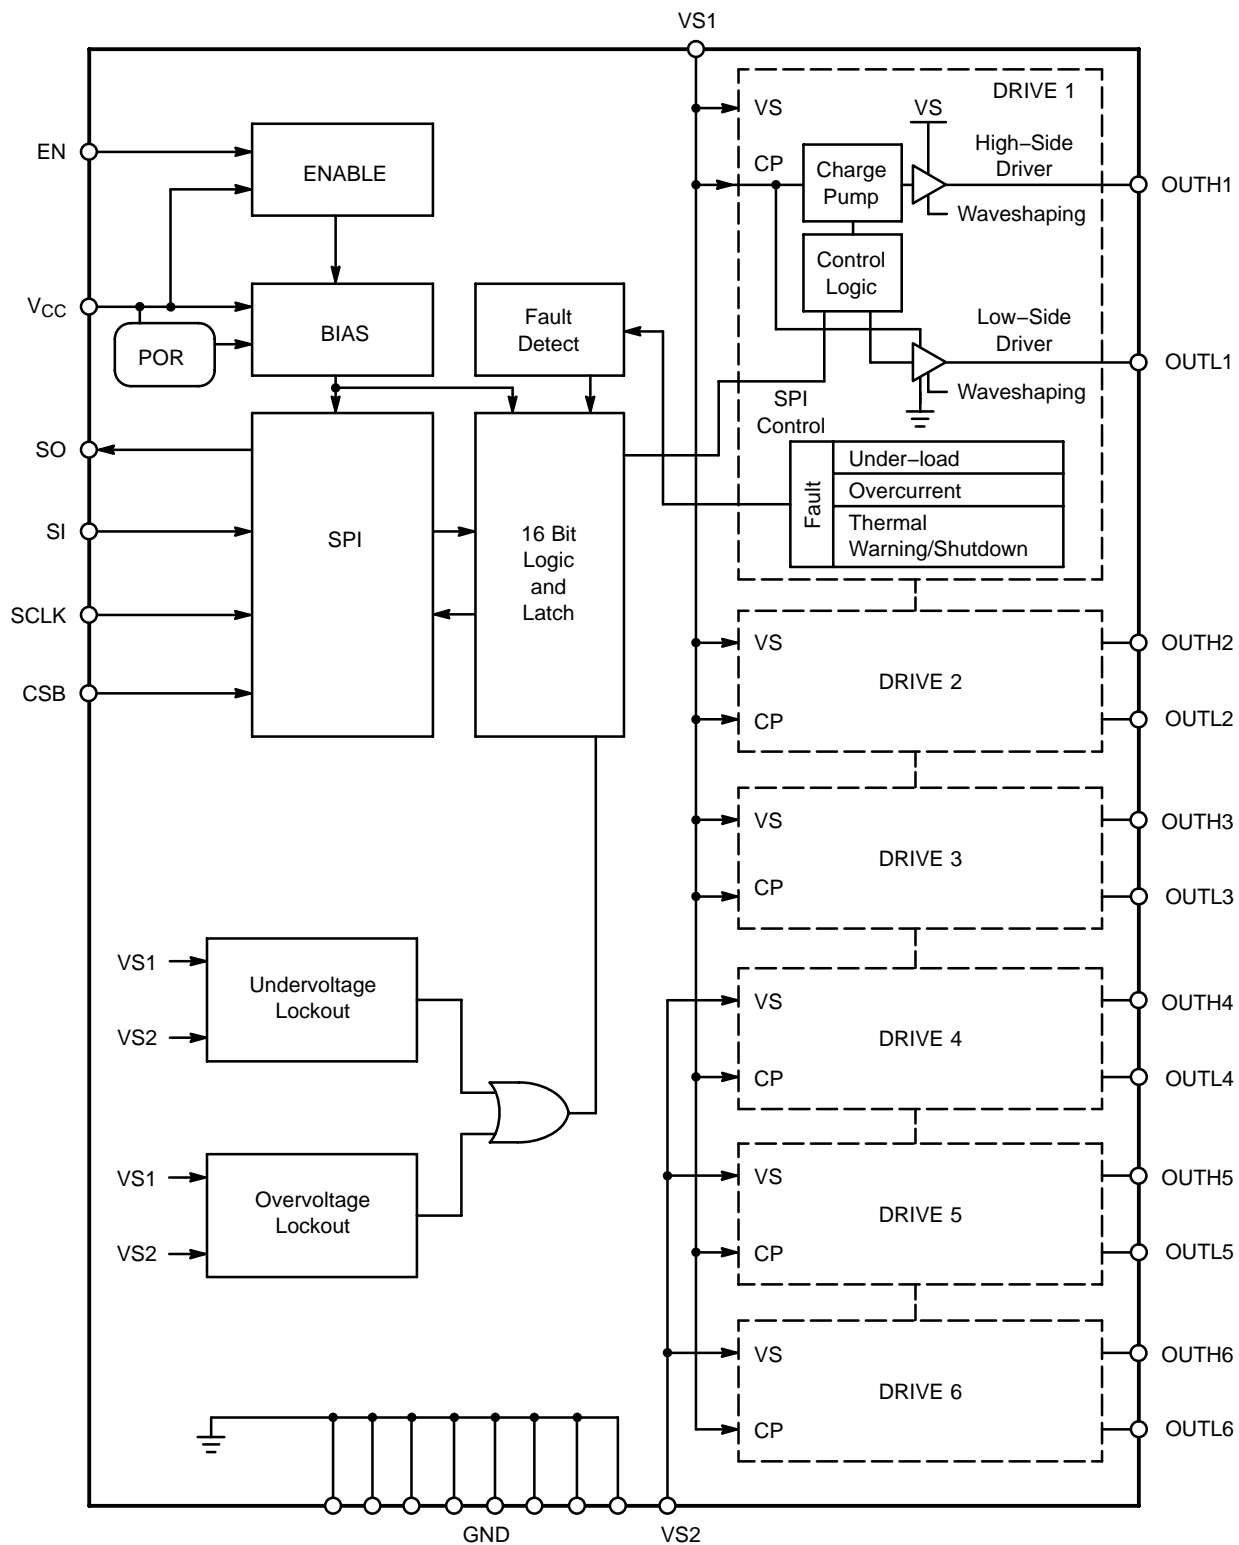 VS1
DRIVE 1
VS
VS
EN
ENABLE
CP
Charge
Pump
High−Side
Driver
OUTH1
Waveshaping
Control
Logic
VCC
POR
BIAS
Fault
Detect
Low−Side
Driver
OUTL1
Waveshaping
SPI
Control
SO
SI
SCLK
CSB
SPI
16 Bit
Logic
and
Latch
Fault
Under−load
Overcurrent
Thermal
Warning/Shutdown
VS
OUTH2
DRIVE 2
CP
OUTL2
VS
OUTH3
DRIVE 3
CP
OUTL3
VS1
VS2
Undervoltage
Lockout
VS
OUTH4
DRIVE 4
CP
OUTL4
VS1
VS2
Overvoltage
Lockout
VS
OUTH5
DRIVE 5
CP
OUTL5
VS
OUTH6
DRIVE 6
CP
OUTL6
GND
VS2